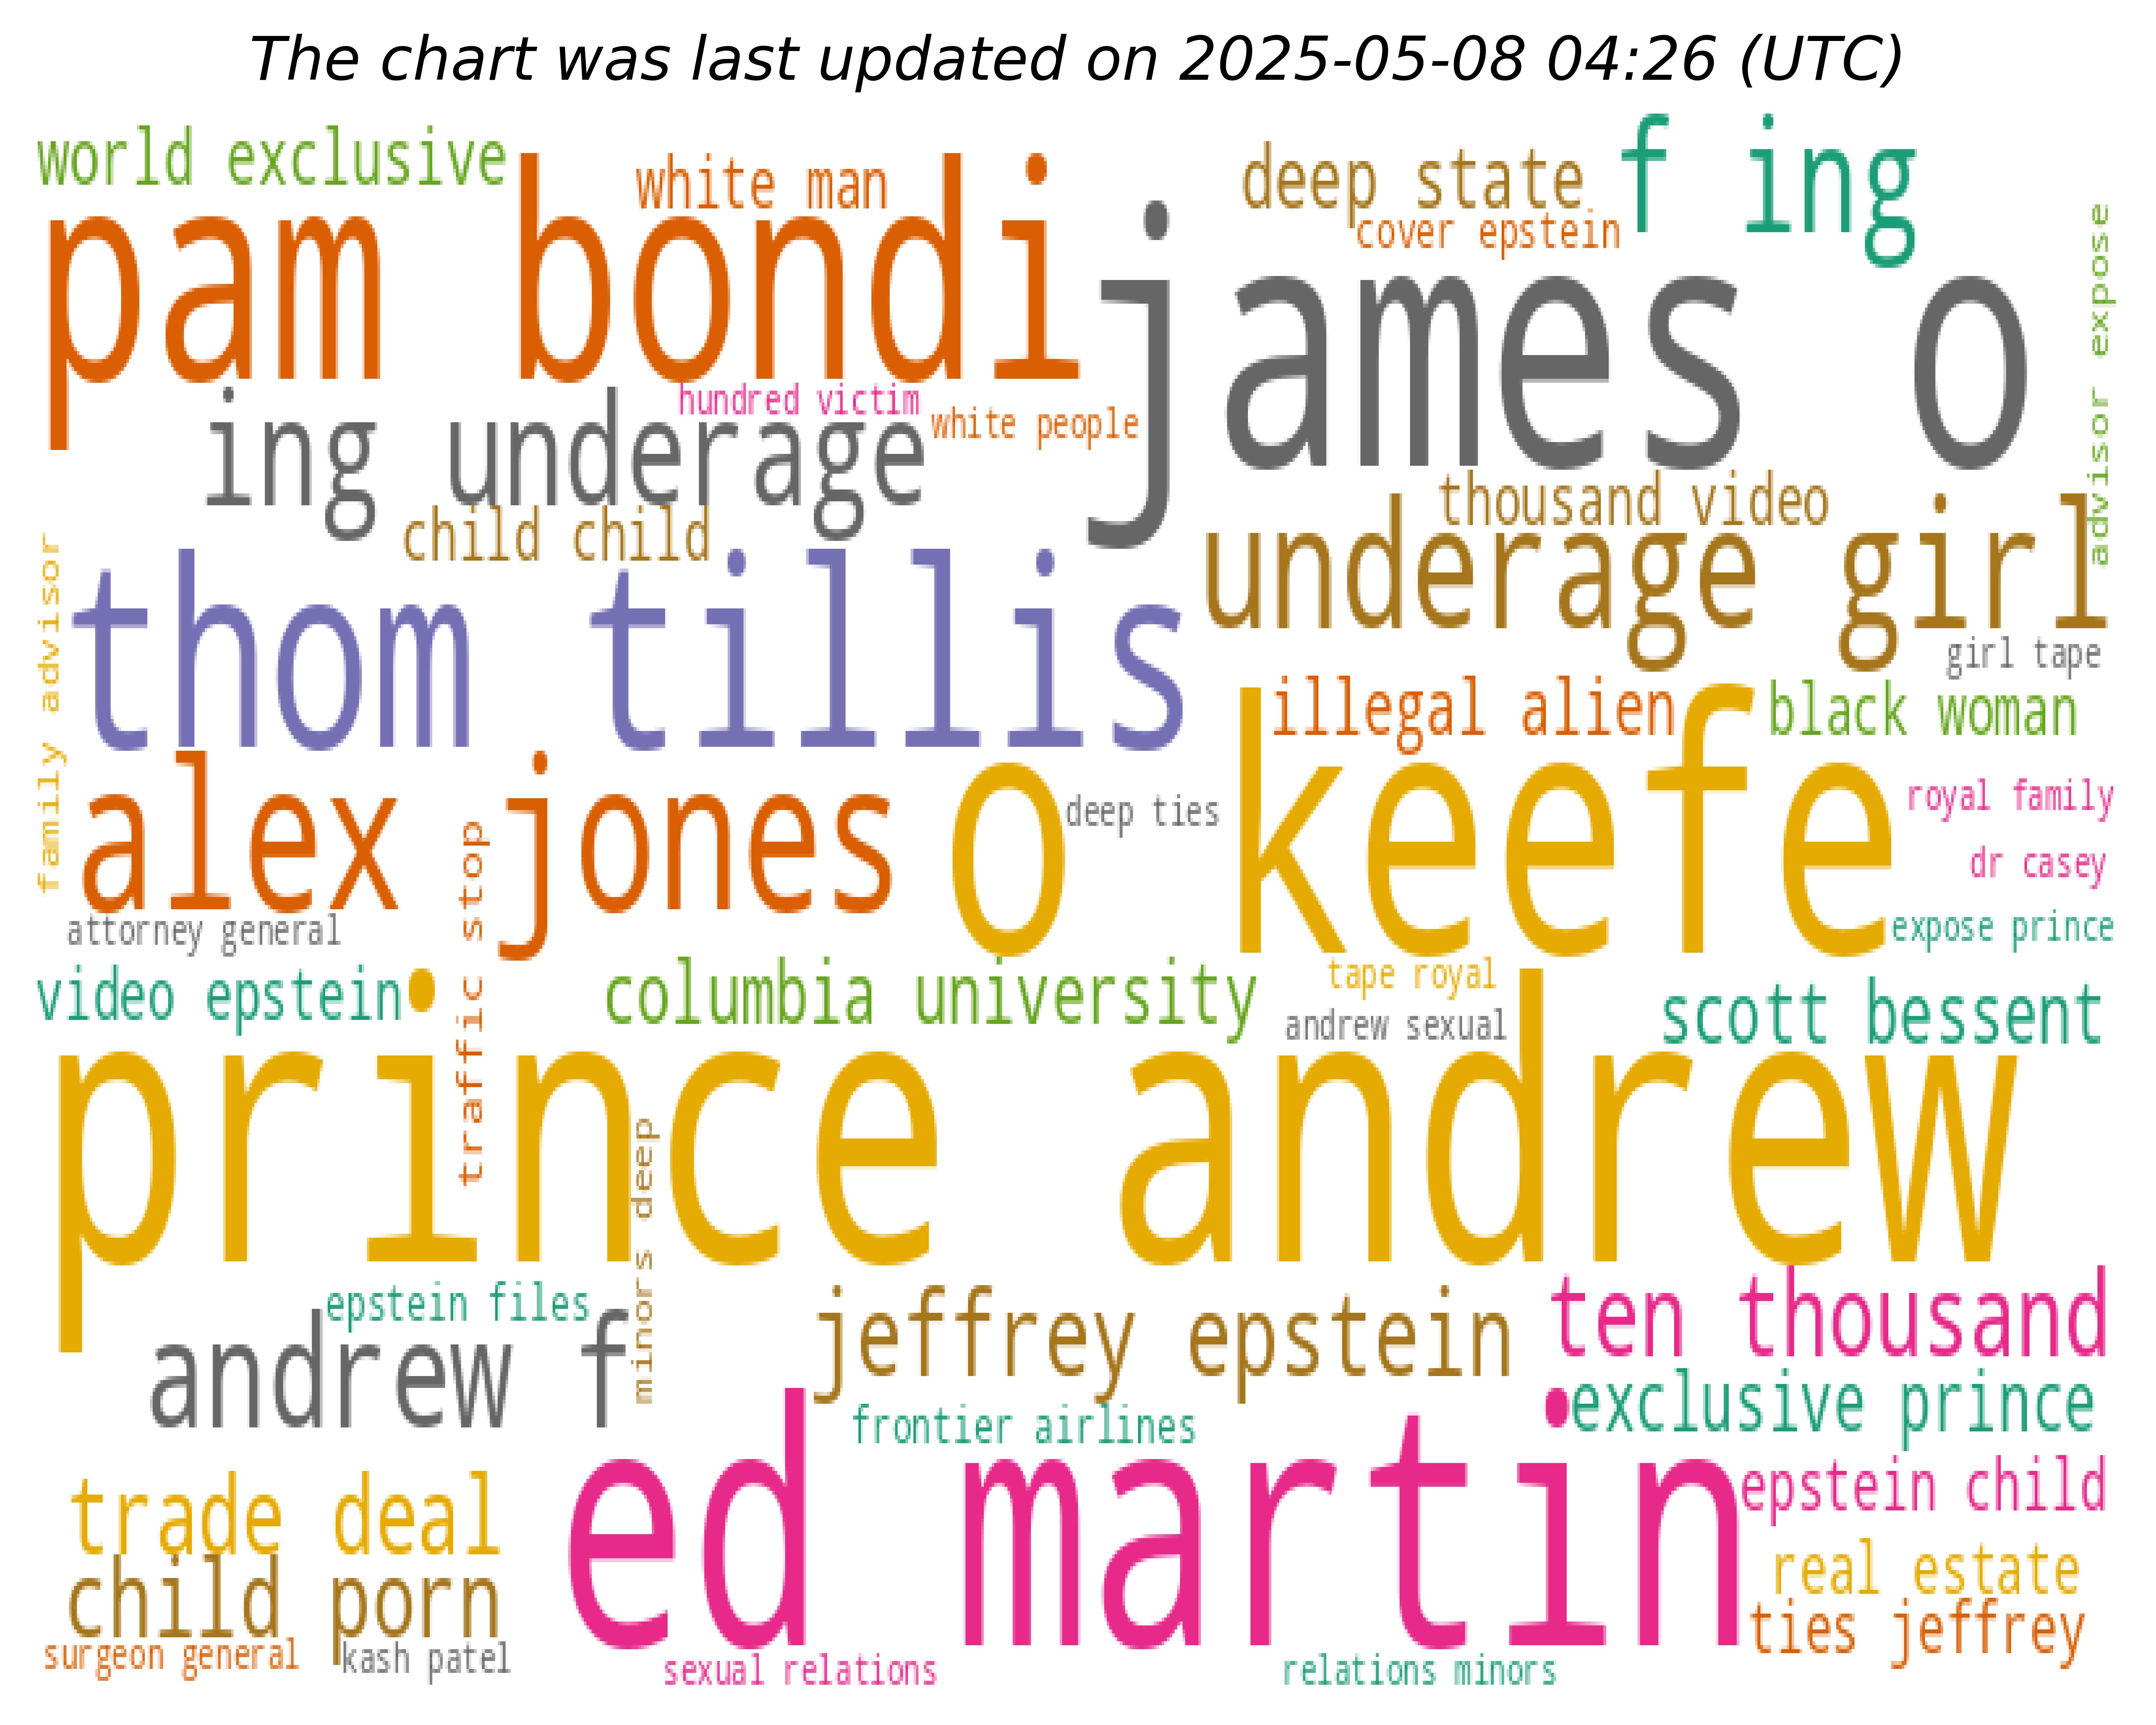 The chart was last updated on 2025-05-08 04:26 (UTC)
world exclusive
white man
deep state
f ing
cover epstein
pam bondi
james o
advisor expose
hundred victim
white people
ing underage
child child
thousand video
underage girl
girl tape
family advisor
thom tillis
illegal alien
black woman
alex jones
o keefe
deep ties
royal family
dr casey
attorney general
traffic stop
expose prince
video epstein
columbia university
tape royal
andrew sexual
scott bessent
prince andrew
minors deep
epstein files
andrew f
jeffrey epstein
ten thousand
exclusive prince
frontier airlines
ed martin
epstein child
trade deal
real estate
child porn
ties jeffrey
surgeon general
kash patel
sexual relations
relations minors